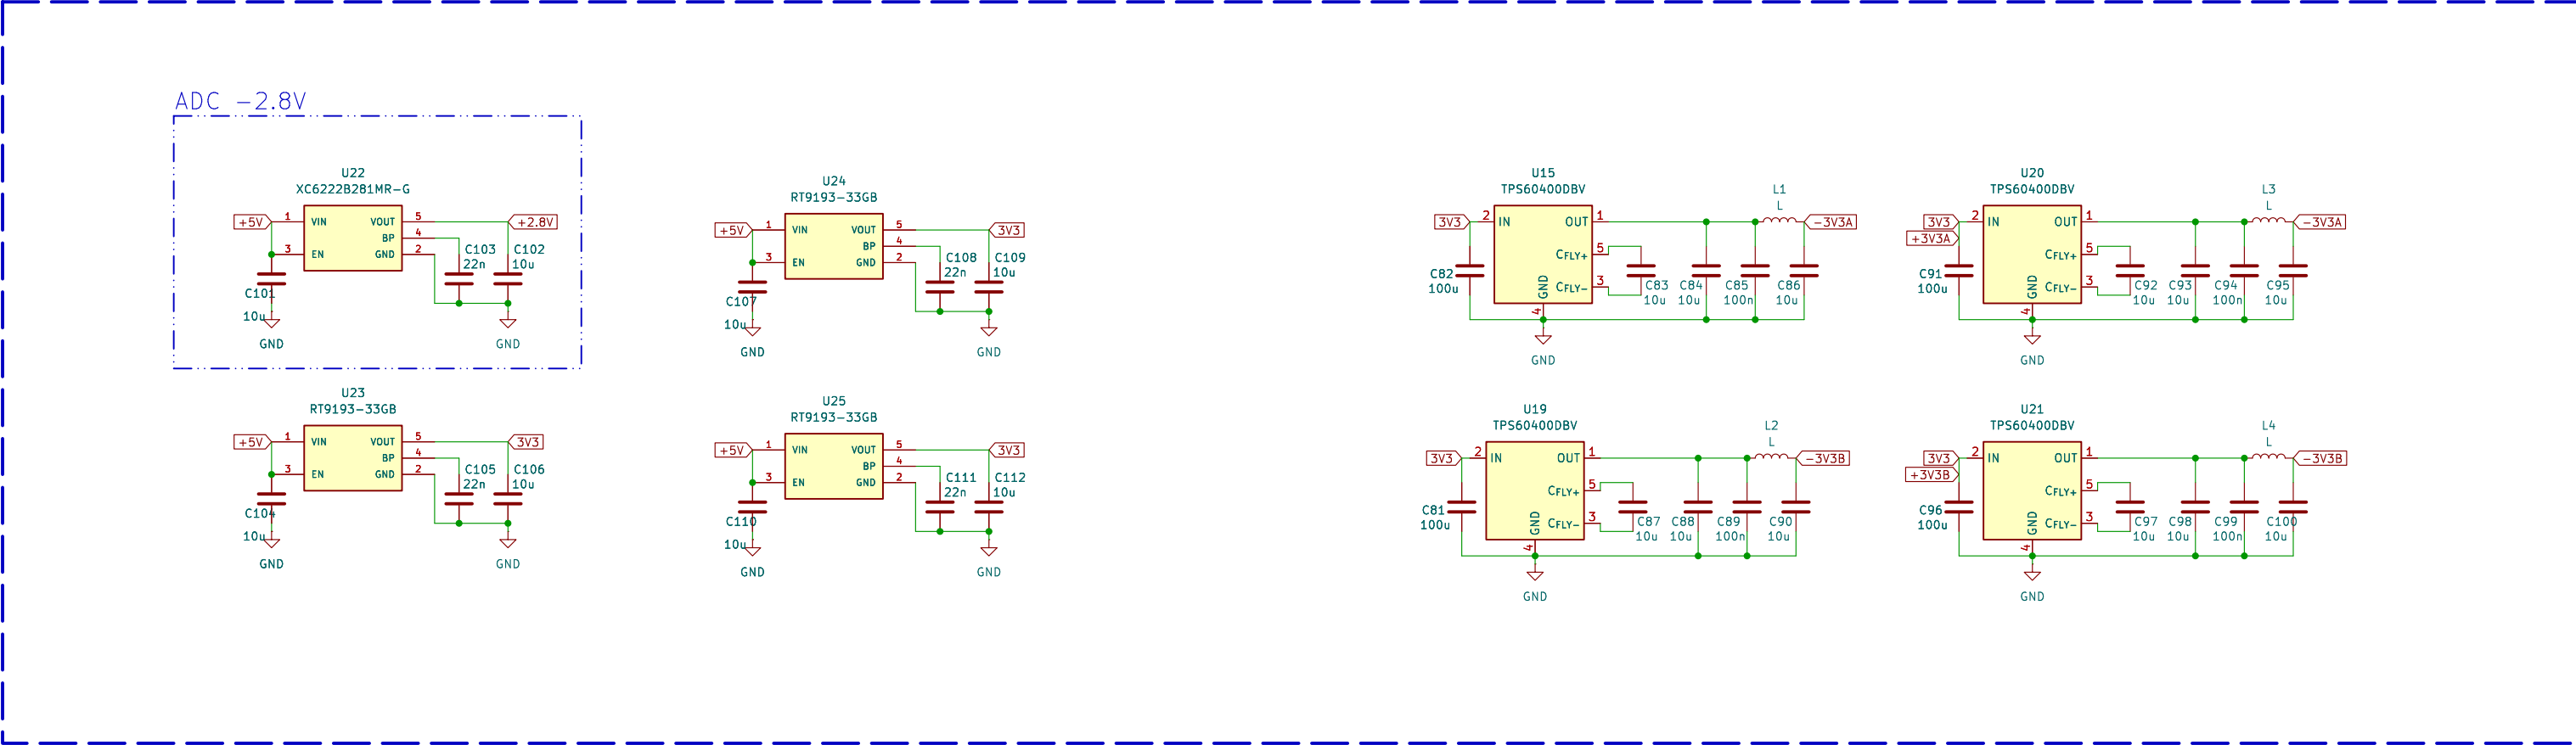 ADC -2.8V
U22
XC6222B281MR-G
+5V
1
VIN
VOUT
5
+2.8V
BP
4
3
EN
GND
2
C103
22n
C102
10u
C101
10u
GND
GND
U23
RT9193-33GB
+5V
1
VIN
VOUT
5
3V3
BP
4
3
EN
GND
2
C105
22n
C106
10u
C104
10u
GND
GND
U24
RT9193-33GB
+5V
1
VIN
VOUT
5
3V3
BP
4
3
EN
GND
2
C108
22n
C109
10u
C107
10u
GND
GND
U25
RT9193-33GB
+5V
1
VIN
VOUT
5
3V3
BP
4
3
EN
GND
2
C111
22n
C112
10u
C110
10u
GND
GND
U15
TPS60400DBV
L1
L
3V3
2
IN
OUT
1
-3V3A
5
CFLY+
3
CFLY-
GND
4
C82
100u
C83
10u
C84
10u
C85
100n
C86
10u
GND
U20
TPS60400DBV
L3
L
3V3
+3V3A
2
IN
OUT
1
-3V3A
5
CFLY+
3
CFLY-
GND
4
C91
100u
C92
10u
C93
10u
C94
100n
C95
10u
GND
U19
TPS60400DBV
L2
L
3V3
2
IN
OUT
1
-3V3B
5
CFLY+
3
CFLY-
GND
4
C81
100u
C87
10u
C88
10u
C89
100n
C90
10u
GND
U21
TPS60400DBV
L4
L
3V3
+3V3B
2
IN
OUT
1
-3V3B
5
CFLY+
3
CFLY-
GND
4
C96
100u
C97
10u
C98
10u
C99
100n
C100
10u
GND